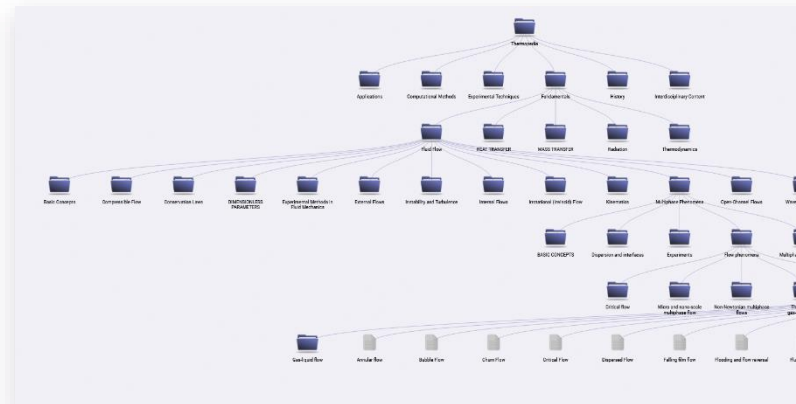 Thermopedia
Applications
Computational Methods
Experimental Techniques
Fundamentals
History
Interdisciplinary Content
Fluid Flow
HEAT TRANSFER
MASS TRANSFER
Radiation
Thermodynamics
Basic Concepts
Compressible Flow
Conservation Laws
DIMENSIONLESS
PARAMETERS
Experimental Methods in
Fluid Mechanics
External Flows
Instability and Turbulence
Internal Flows
Irrotational (Inviscid) Flow
Kinematics
Multiphase Phenomena
Open Channel Flows
BASIC CONCEPTS
Dispersion and interfaces
Experiments
Flow phenomena
Critical flow
Micro and nano-scale
multiphase flow
Non-Newtonian multiphase
flows
Gas-liquid flow
Annular flow
Bubble Flow
Churn Flow
Critical Flow
Dispersed Flow
Falling film flow
Flooding and flow reversal